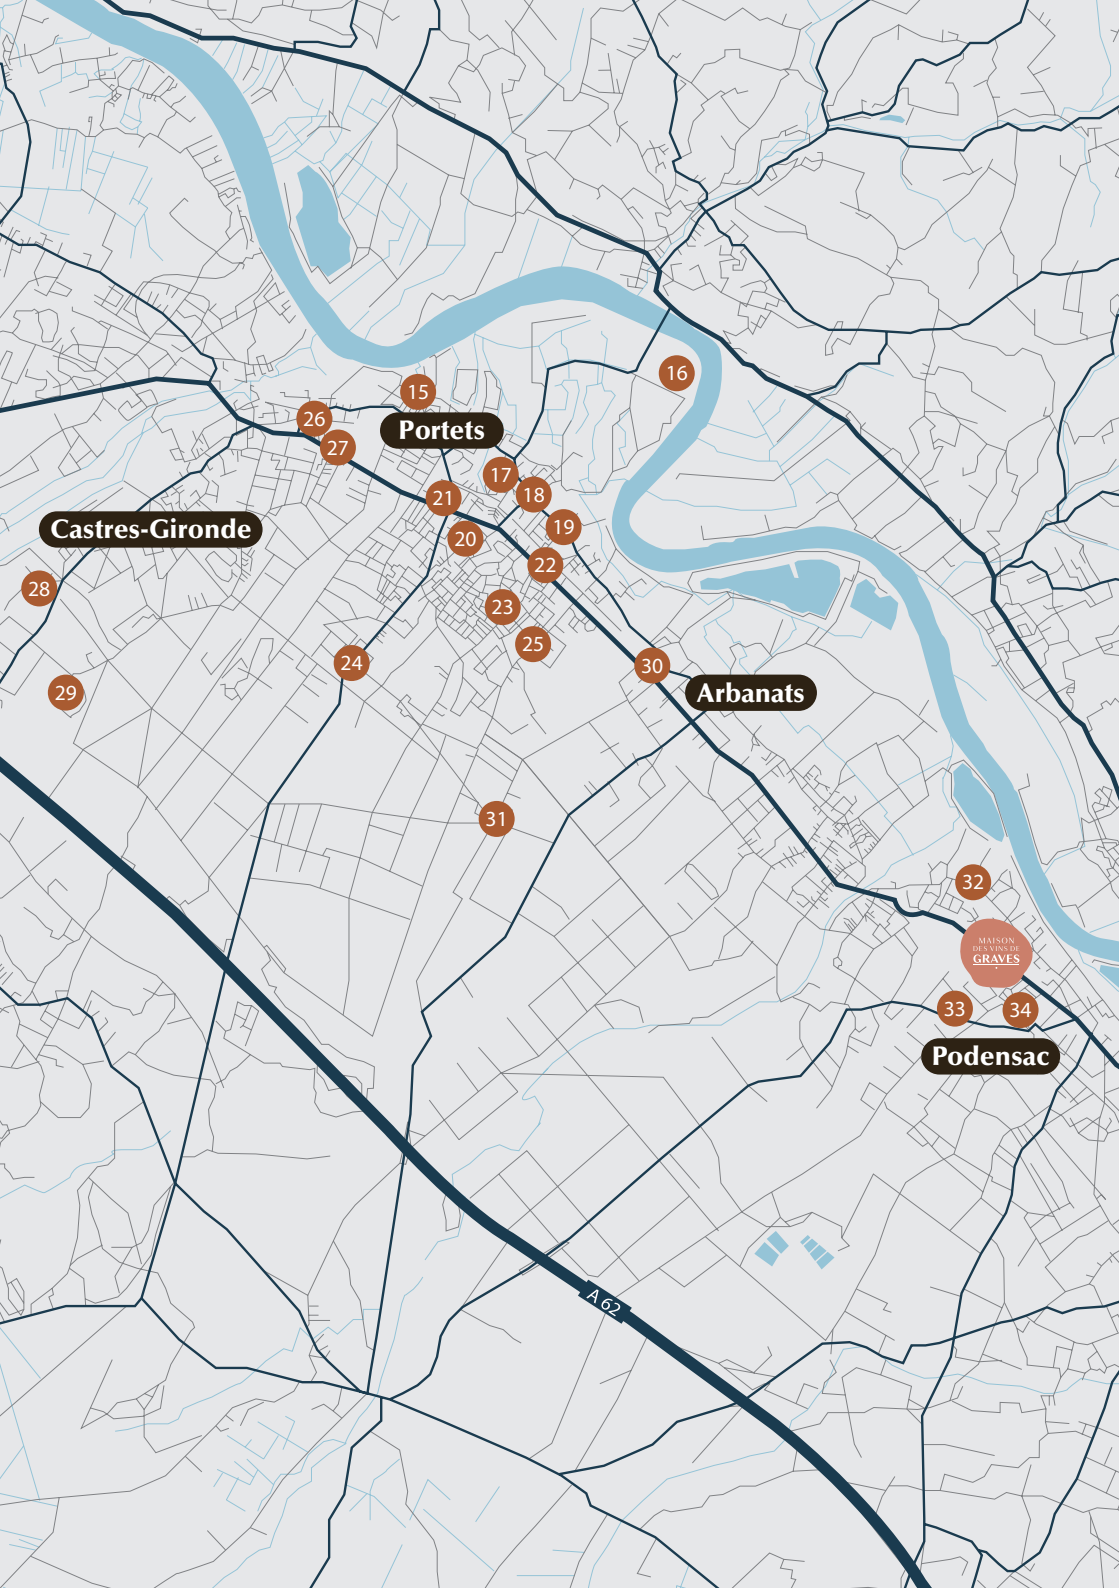 16
15
Portets
26
27
17
18
21
19
Castres-Gironde
20
22
28
23
25
24
30
29
Arbanats
31
32
MAISON
DES VINS DE
GRAVES
33
34
Podensac
A 62